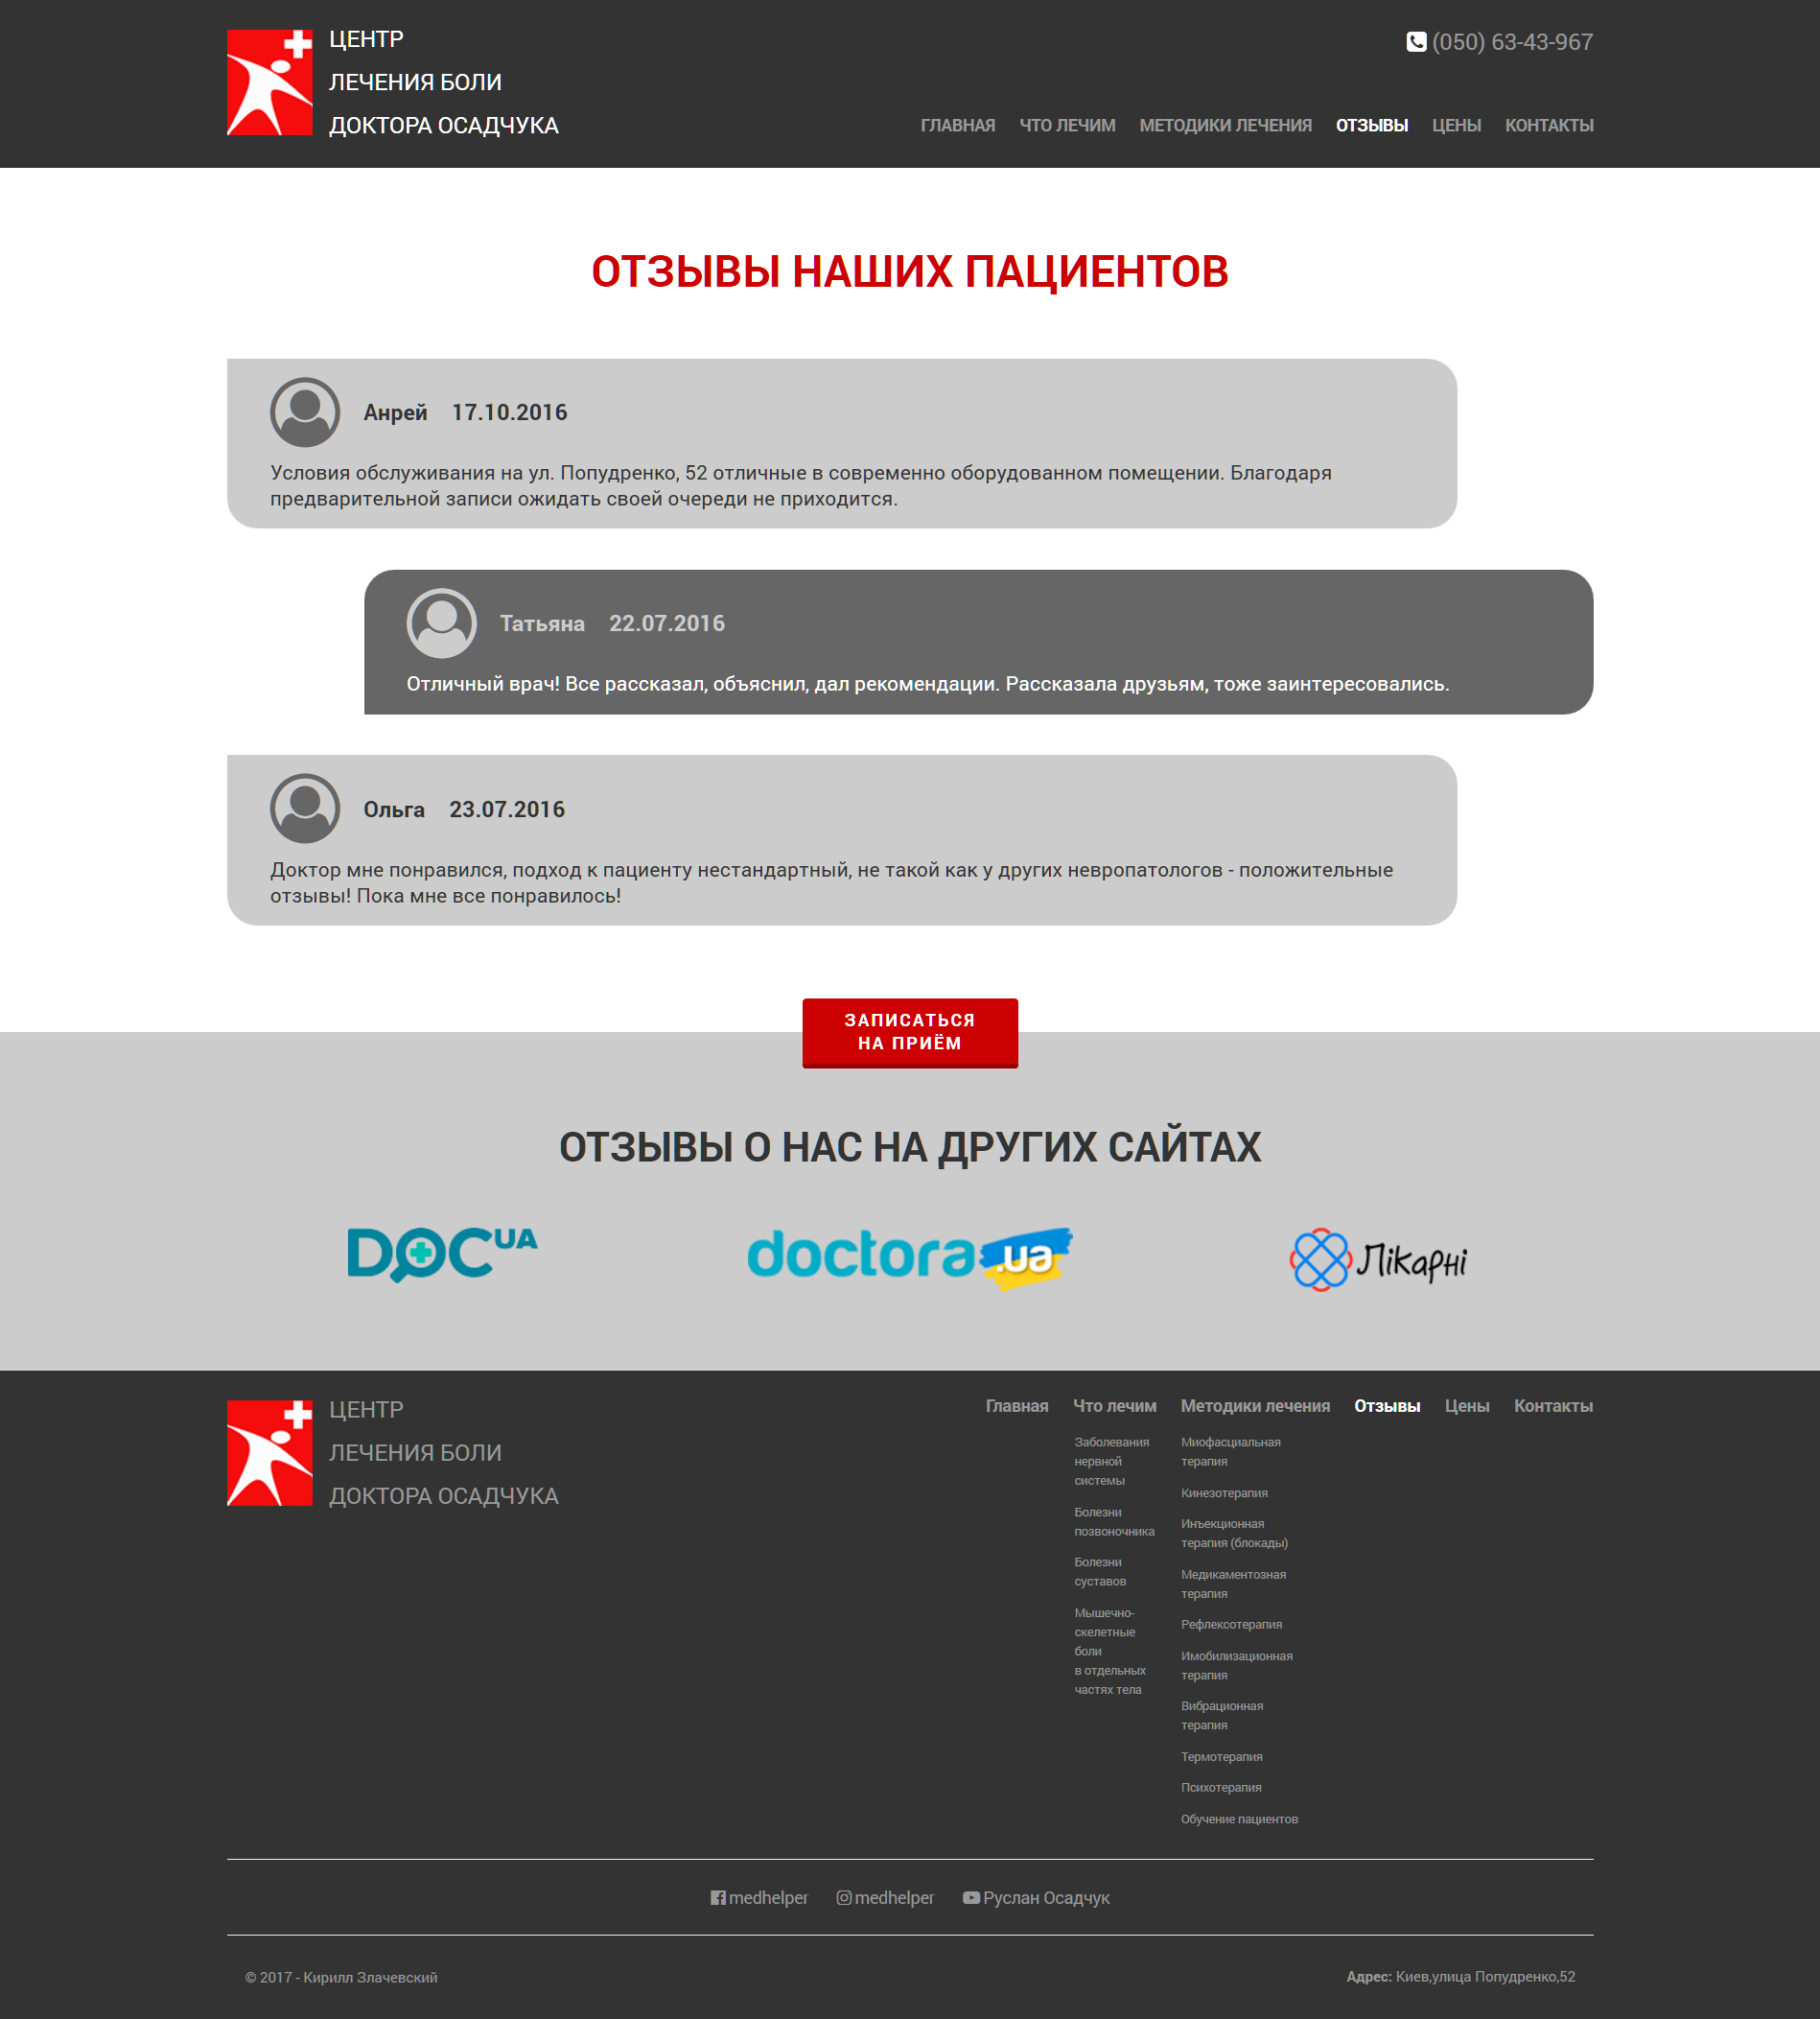 ЦЕНТР
ЛЕЧЕНИЯ БОЛИ
ДОКТОРА ОСАДЧУКА
(050) 63-43-967
ГЛАВНАЯ ЧТО ЛЕЧИМ МЕТОДИКИ ЛЕЧЕНИЯ ОТЗЫВЫ ЦЕНЫ КОНТАКТЫ
ОТЗЫВЫ НАШИХ ПАЦИЕНТОВ
Анрей 17.10.2016
Условия обслуживания на ул. Попудренко, 52 отличные в современно оборудованном помещении. Благодаря
предварительной записи ожидать своей очереди не приходится.
Татьяна 22.07.2016
Отличный врач! Все рассказал, объяснил, дал рекомендации. Рассказала друзьям, тоже заинтересовались.
Ольга 23.07.2016
Доктор мне понравился, подход к пациенту нестандартный, не такой как у других невропатологов - положительные
отзывы! Пока мне все понравилось!
ЗАПИСАТЬСЯ
НА ПРИЁМ
ОТЗЫВЫ О НАС НА ДРУГИХ САЙТАХ
DOC UA
doctora .ua
Лікарні
ЦЕНТР
ЛЕЧЕНИЯ БОЛИ
ДОКТОРА ОСАДЧУКА
Главная Что лечим Методики лечения Отзывы Цены Контакты
Заболевания
нервной
системы
Болезни
позвоночника
Болезни
суставов
Мышечно-
скелетные
боли
в отдельных
частях тела
Миофасциальная
терапия
Кинезотерапия
Инъекционная
терапия (блокады)
Медикаментозная
терапия
Рефлексотерапия
Имобилизационная
терапия
Вибрационная
терапия
Термотерапия
Психотерапия
Обучение пациентов
medhelper medhelper Руслан Осадчук
© 2017 - Кирилл Злачевский
Адрес: Киев,улица Попудренко,52